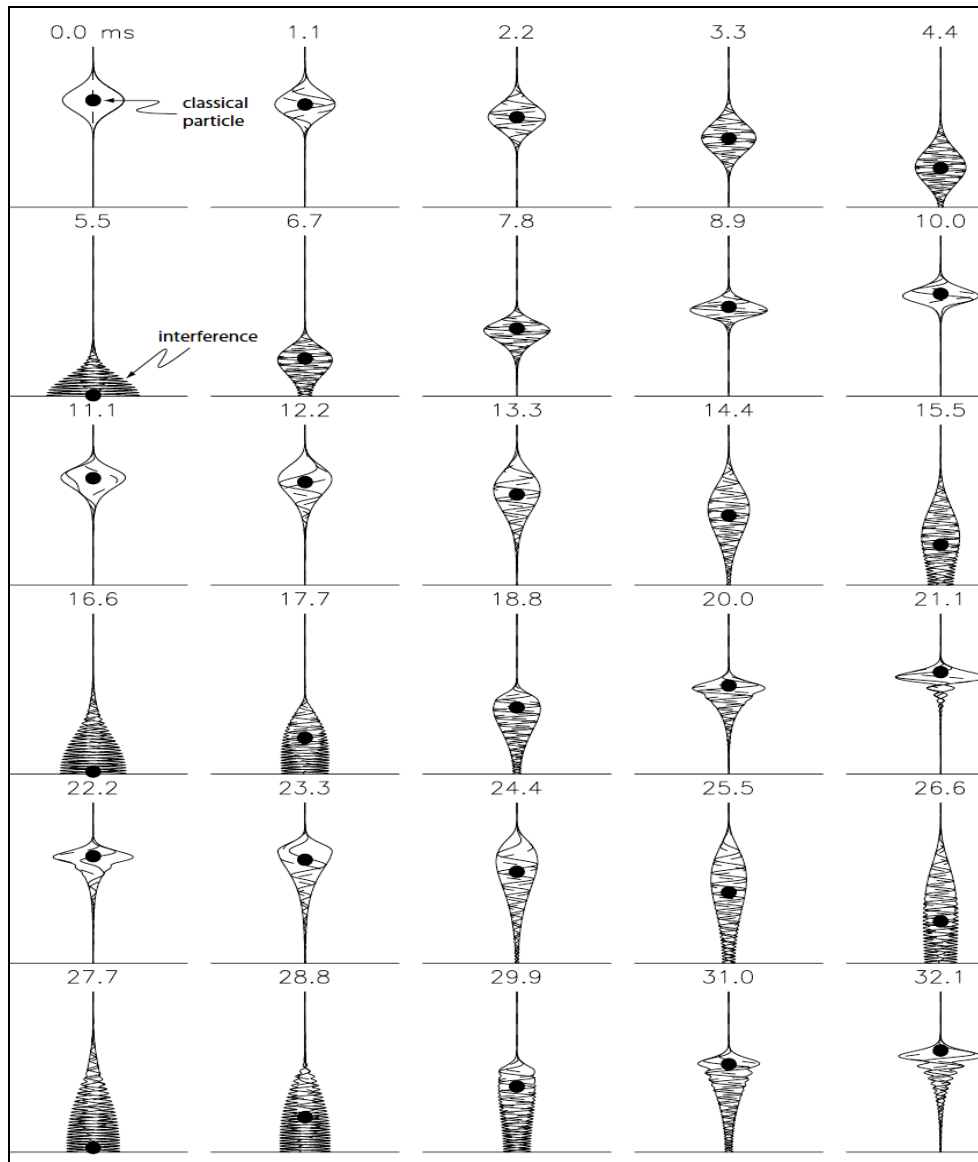 0.0 ms 1.1 2.2 3.3 4.4
classical
particle
5.5 6.7 7.8 8.9 10.0
interference
11.1 12.2 13.3 14.4 15.5
16.6 17.7 18.8 20.0 21.1
22.2 23.3 24.4 25.5 26.6
27.7 28.8 29.9 31.0 32.1